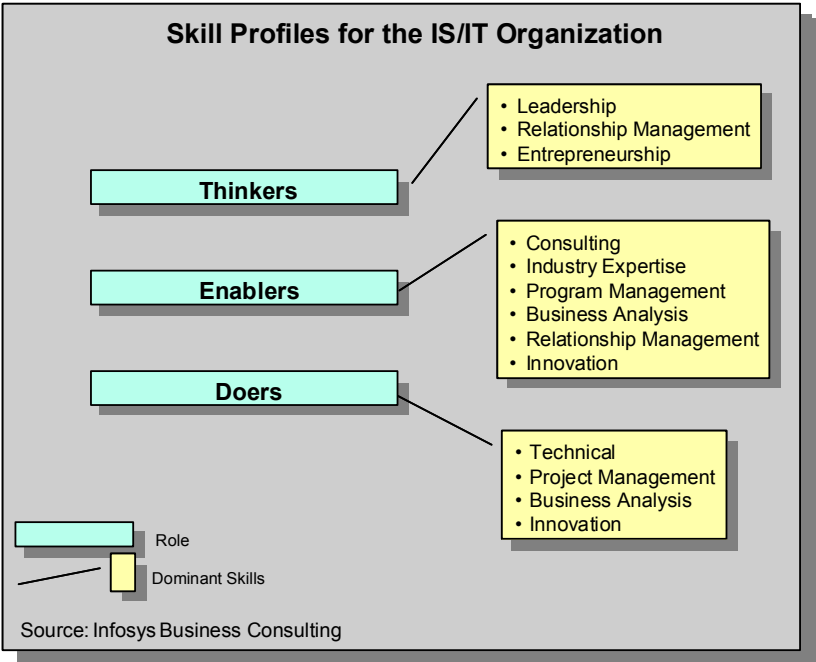 Skill Profiles for the IS/IT Organization
Thinkers
• Leadership
• Relationship Management
• Entrepreneurship
Enablers
• Consulting
• Industry Expertise
• Program Management
• Business Analysis
• Relationship Management
• Innovation
Doers
• Technical
• Project Management
• Business Analysis
• Innovation
Role
Dominant Skills
Source: Infosys Business Consulting